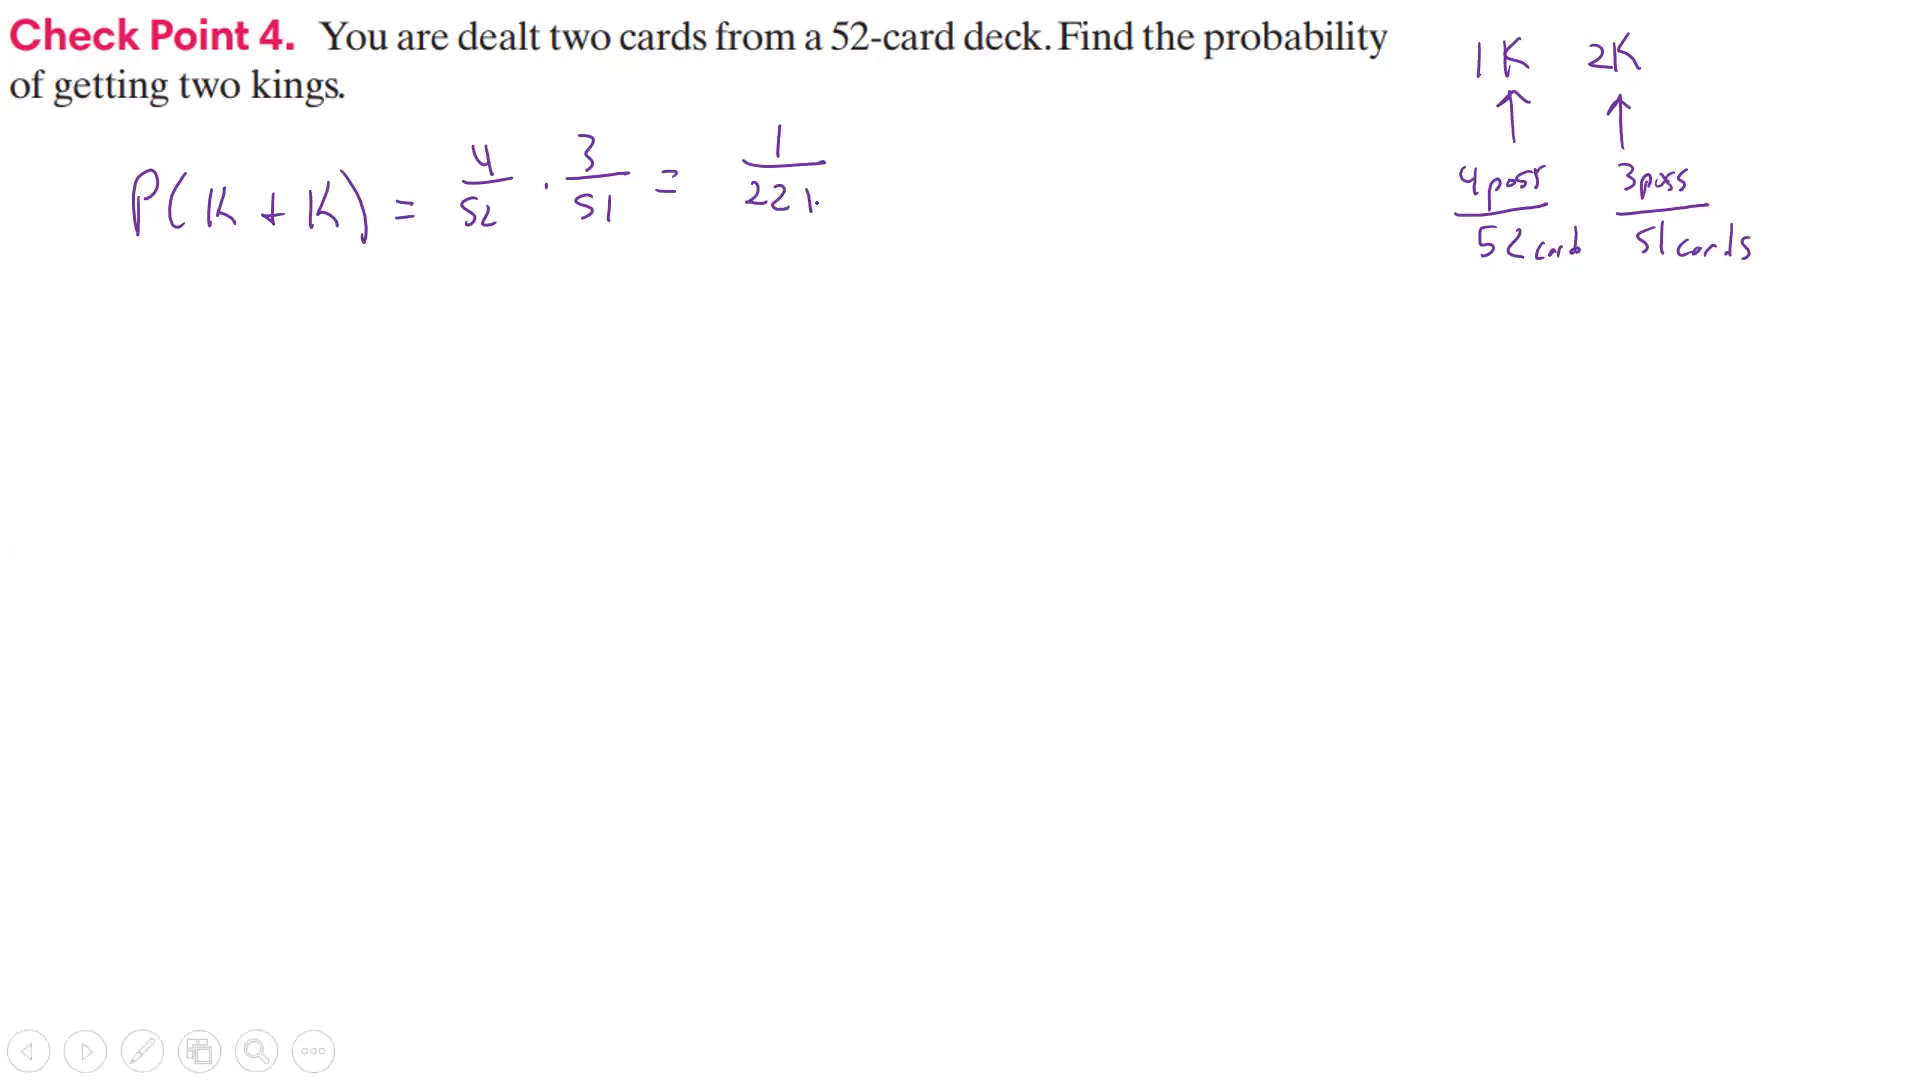 Check Point 4. You are dealt two cards from a 52-card deck. Find the probability
of getting two kings.
P(K + K) = 4/52 · 3/51 = 1/221.
1K 2K
↑ ↑
4 poss/52 card 3 poss/51 cards